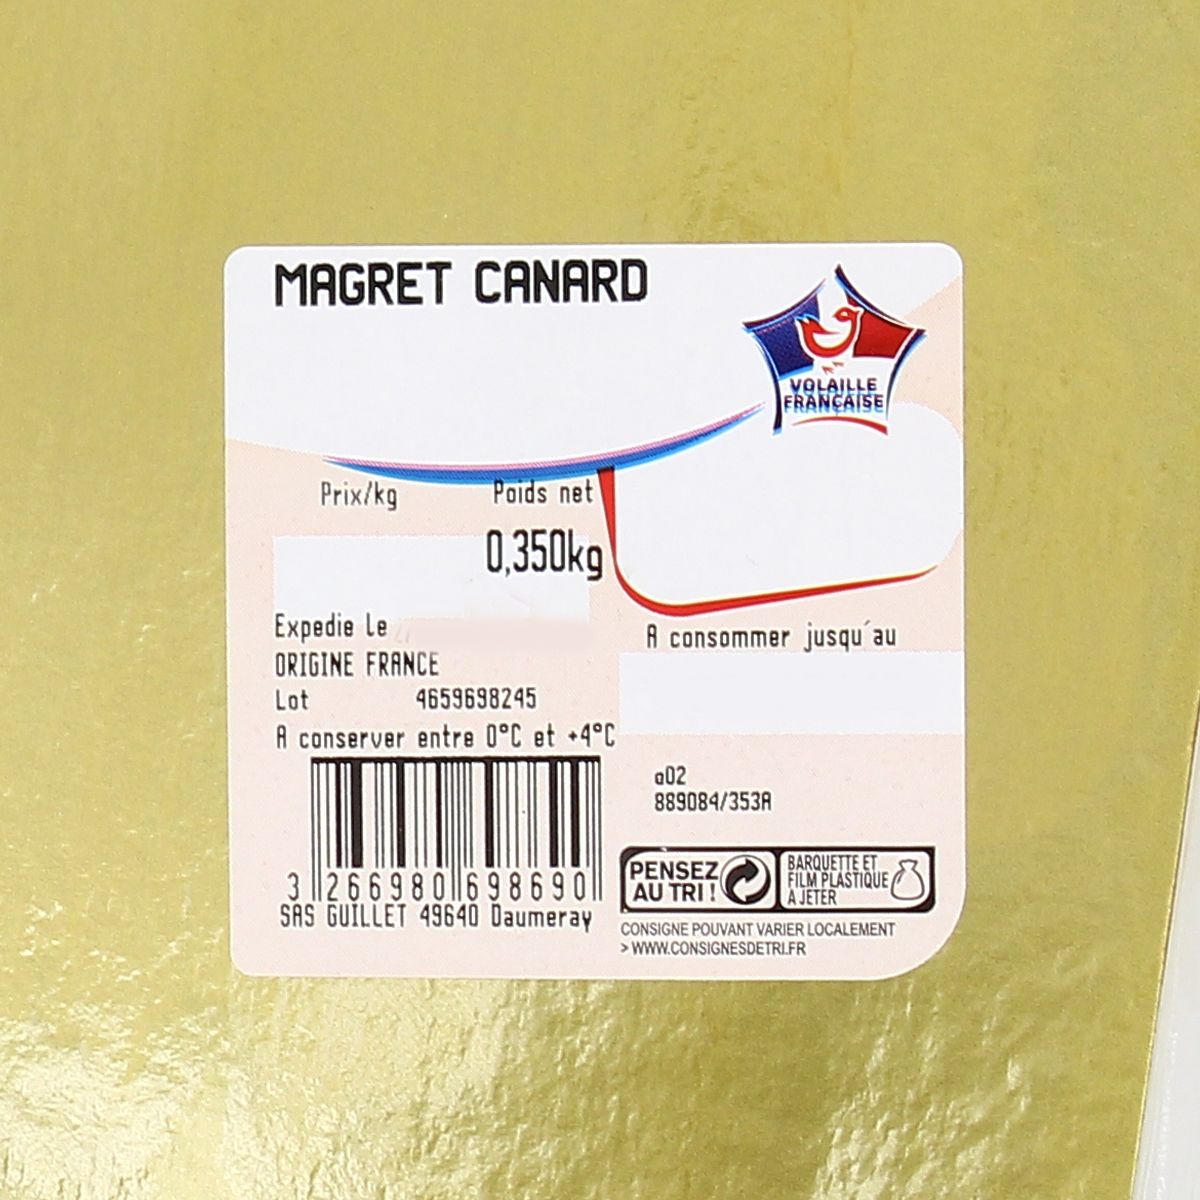 MAGRET CANARD
VOLAILLE
FRANÇAISE
Prix/kg
Poids net
0,350kg
Expedie Le
A consommer jusqu'au
ORIGINE FRANCE
Lot 4659698245
A conserver entre 0°C et +4°C
a02
889084/353A
3 266980 698690
SAS GUILLET 49640 Daumeray
PENSEZ
AU TRI !
BARQUETTE ET
FILM PLASTIQUE
A JETER
CONSIGNE POUVANT VARIER LOCALEMENT
> WWW.CONSIGNESDETRI.FR